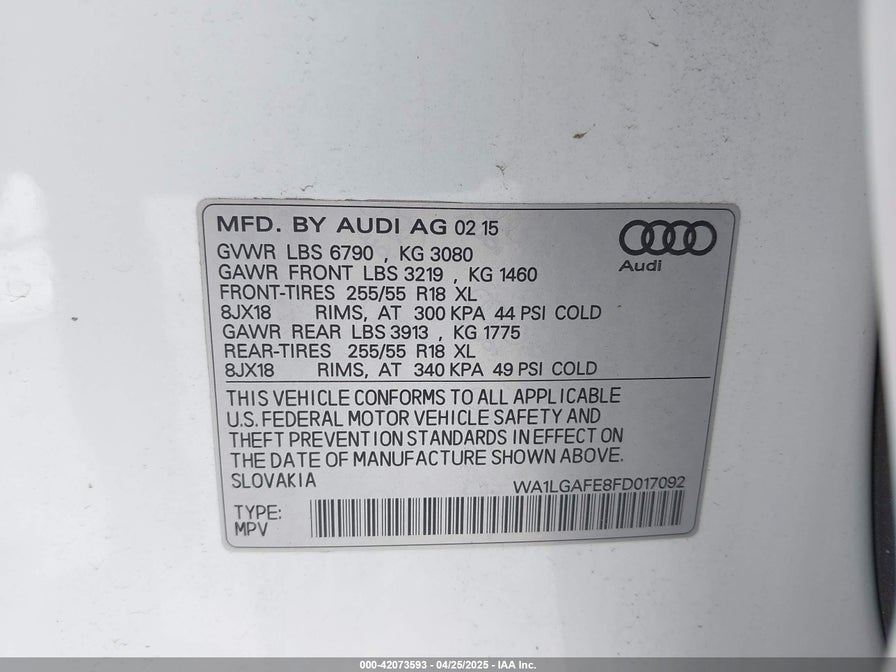 MFD. BY AUDI AG 02 15
Audi
GVWR LBS 6790 , KG 3080
GAWR FRONT LBS 3219 , KG 1460
FRONT-TIRES 255/55 R18 XL
8JX18 RIMS, AT 300 KPA 44 PSI COLD
GAWR REAR LBS 3913 , KG 1775
REAR-TIRES 255/55 R18 XL
8JX18 RIMS, AT 340 KPA 49 PSI COLD
THIS VEHICLE CONFORMS TO ALL APPLICABLE
U.S. FEDERAL MOTOR VEHICLE SAFETY AND
THEFT PREVENTION STANDARDS IN EFFECT ON
THE DATE OF MANUFACTURE SHOWN ABOVE.
SLOVAKIA
WA1LGAFE8FD017092
TYPE:
MPV
000-42073593 / 04/25/2025 - IAA Inc.